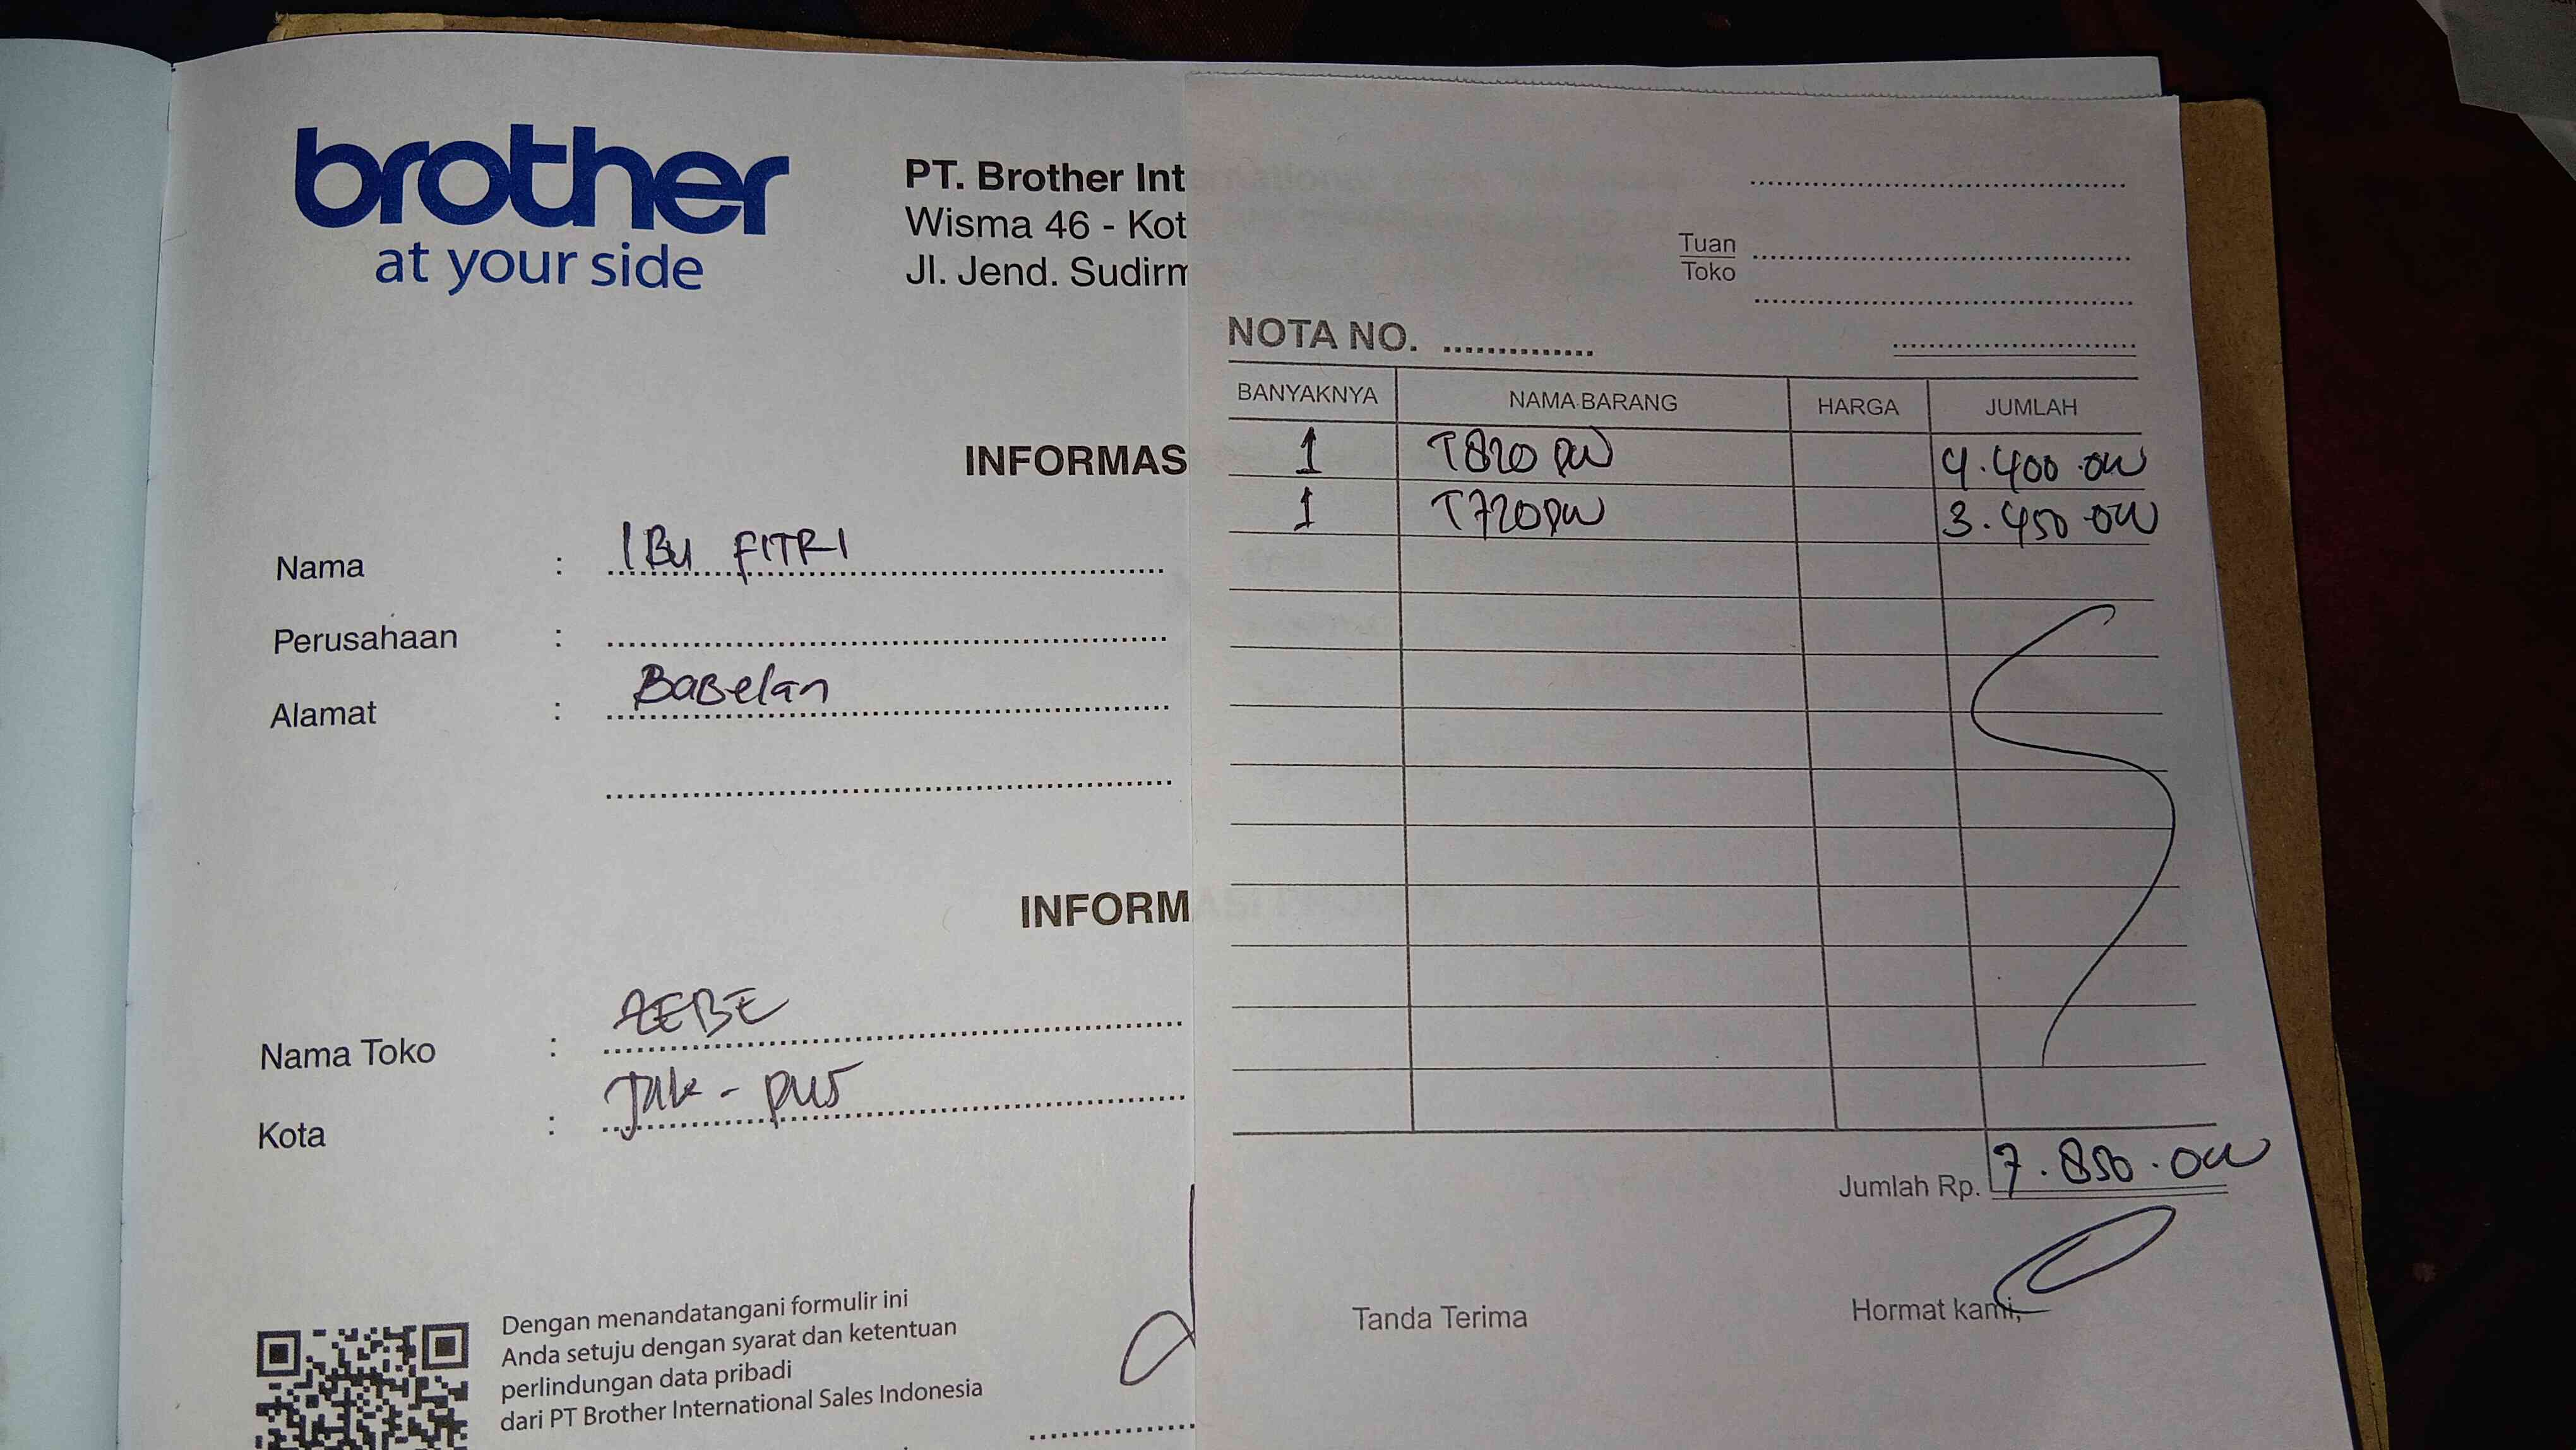 brother
at your side
PT. Brother Int
Wisma 46 - Kot
Jl. Jend. Sudirm
INFORMAS
Nama : IBU FITRI
Perusahaan :
Alamat : Babelan
INFORM
Nama Toko :
Kota : Jak - pus
Dengan menandatangani formulir ini
Anda setuju dengan syarat dan ketentuan
perlindungan data pribadi
dari PT Brother International Sales Indonesia
Tuan
Toko
NOTA NO.
BANYAKNYA NAMA BARANG HARGA JUMLAH
1 T820 DW 4.400.000
1 T720DW 3.450.000
Jumlah Rp. 7.850.000
Tanda Terima Hormat kami,